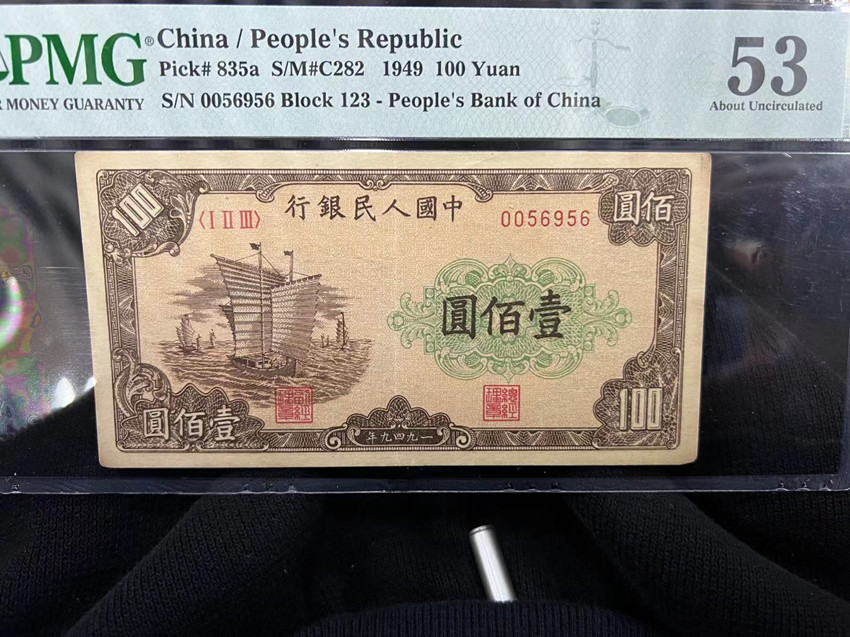 PMG®
MONEY GUARANTY
China / People's Republic
Pick# 835a S/M#C282 1949 100 Yuan
S/N 0056956 Block 123 - People's Bank of China
53
About Uncirculated
100
中國人民銀行
佰圓
〈I II III〉
0056956
壹佰圓
壹佰圓
一九四九年
100